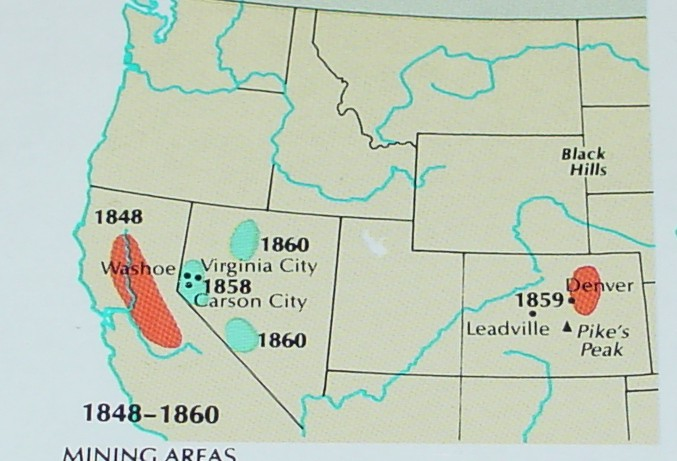 Black
Hills
1848
1860
Washoe
Virginia City
1858
Carson City
Denver
1859
Leadville
Pike's
Peak
1860
1848–1860
MINING AREAS